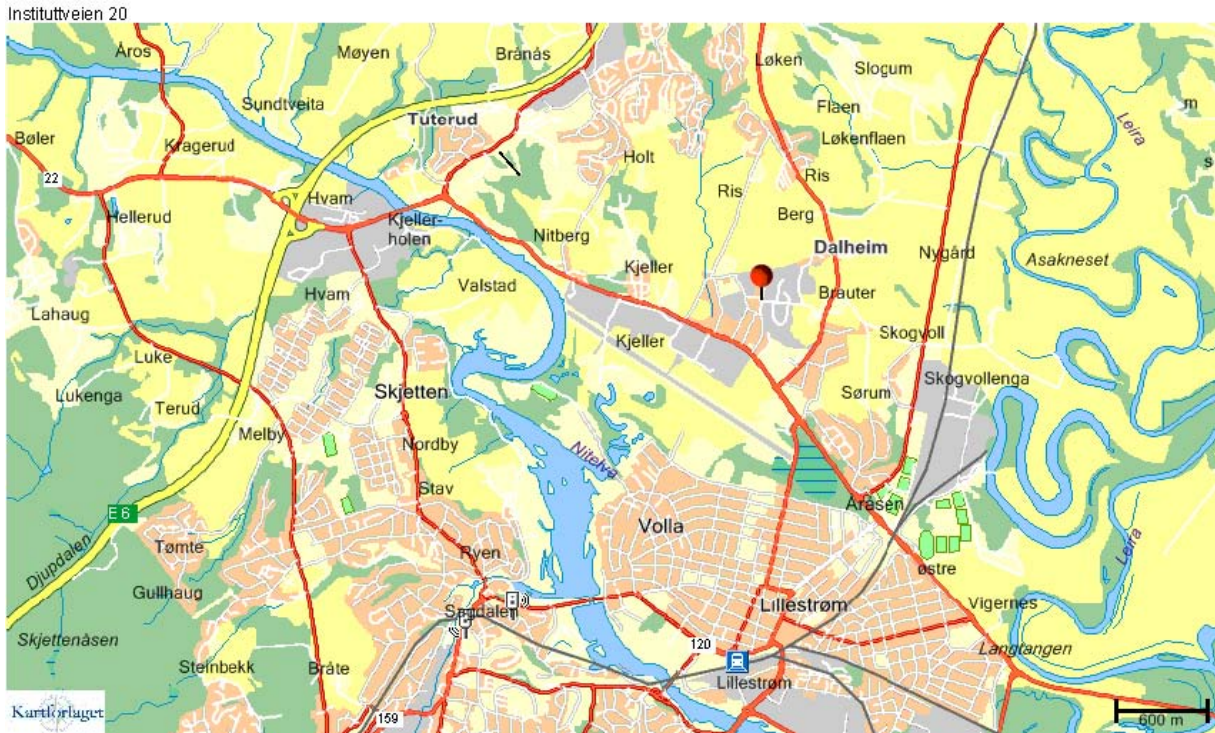 Instituttveien 20
Åros
Møyen
Brånås
Løken
Slogum
Sundtveita
Flaen
m
Tuterud
Leira
Bøler
Kragerud
Løkenflaen
Holt
s
22
Ris
Ris
Hvam
Hellerud
Kjeller-
holen
Berg
Nitberg
Dalheim
Nygård
Asakneset
Kjeller
Valstad
Hvam
Brauter
Lahaug
Skogvoll
Kjeller
Luke
Skogvollenga
Lukenga
Skjetten
Sørum
Terud
Melby
Nordby
Nitelva
Stav
Åråsen
E 6
Volla
Tømte
Djupdalen
Ryen
Leira
østre
Gullhaug
Sagdalen
Lillestrøm
Vigernes
Skjettenåsen
120
Langtangen
Steinbekk
Bråte
Lillestrøm
Kartforlaget
159
600 m